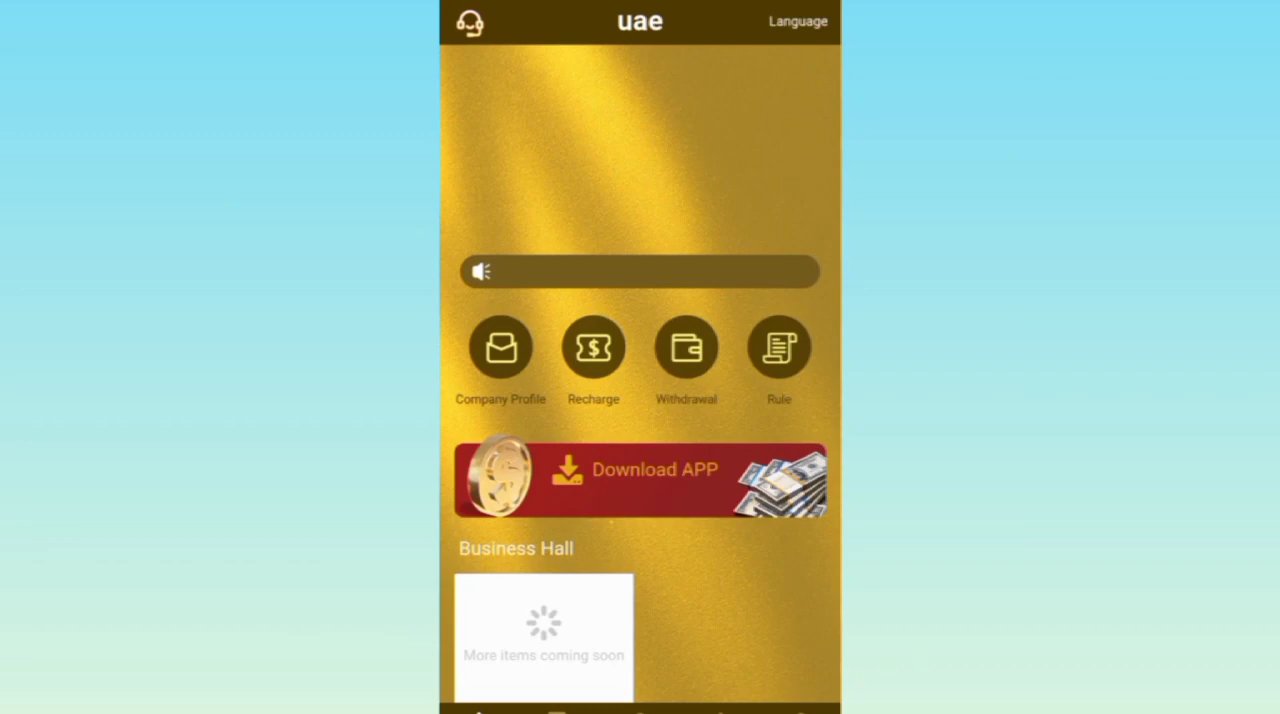 uae
Language
Company Profile
Recharge
Withdrawal
Rule
Download APP
Business Hall
More items coming soon